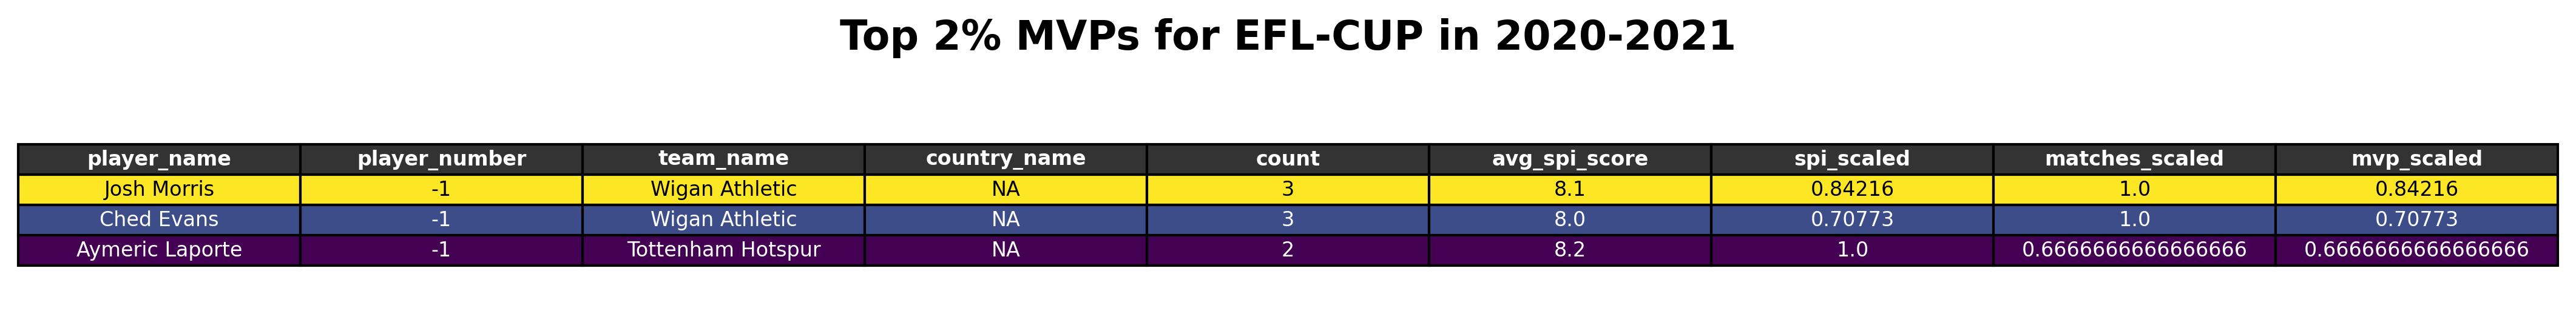 Top 2% MVPs for EFL-CUP in 2020-2021
player_name player_number team_name country_name count avg_spi_score spi_scaled matches_scaled mvp_scaled
Josh Morris -1 Wigan Athletic NA 3 8.1 0.84216 1.0 0.84216
Ched Evans -1 Wigan Athletic NA 3 8.0 0.70773 1.0 0.70773
Aymeric Laporte -1 Tottenham Hotspur NA 2 8.2 1.0 0.6666666666666666 0.6666666666666666